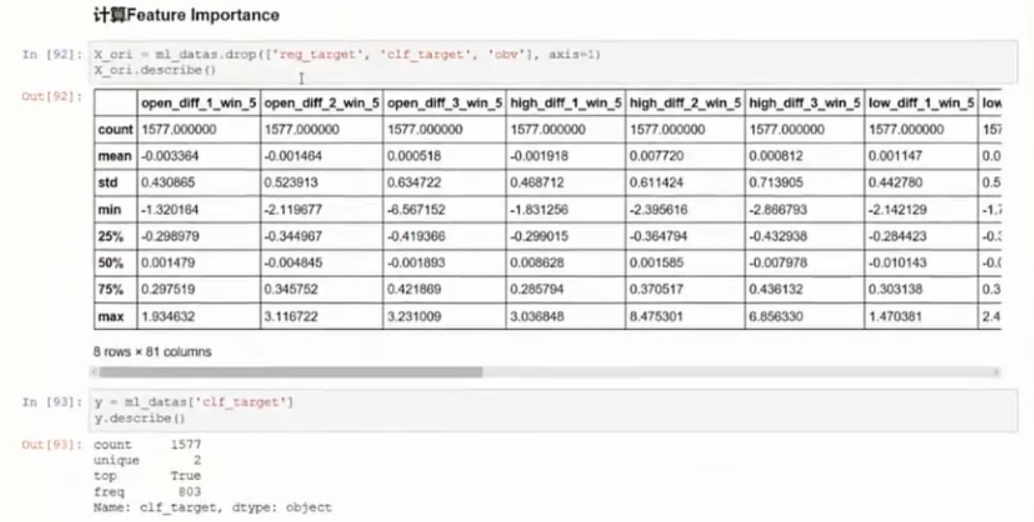 计算Feature Importance
In [92]: X_ori = ml_datas.drop(['reg_target', 'clf_target', 'obv'], axis=1)
X_ori.describe()
Out[92]:
open_diff_1_win_5 open_diff_2_win_5 open_diff_3_win_5 high_diff_1_win_5 high_diff_2_win_5 high_diff_3_win_5 low_diff_1_win_5 low
count 1577.000000 1577.000000 1577.000000 1577.000000 1577.000000 1577.000000 1577.000000 157
mean -0.003364 -0.001464 0.000518 -0.001918 0.007720 0.000812 0.001147 0.0
std 0.430865 0.523913 0.634722 0.468712 0.611424 0.713905 0.442780 0.5
min -1.320164 -2.119677 -6.567152 -1.831256 -2.395616 -2.866793 -2.142129 -1.7
25% -0.298979 -0.344967 -0.419366 -0.299015 -0.364794 -0.432938 -0.284423 -0.3
50% 0.001479 -0.004845 -0.001893 0.008628 0.001585 -0.007978 -0.010143 -0.0
75% 0.297519 0.345752 0.421869 0.285794 0.370517 0.436132 0.303138 0.3
max 1.934632 3.116722 3.231009 3.036848 8.475301 6.856330 1.470381 2.4
8 rows × 81 columns
In [93]: y = ml_datas['clf_target']
y.describe()
Out[93]: count 1577
unique 2
top True
freq 803
Name: clf_target, dtype: object